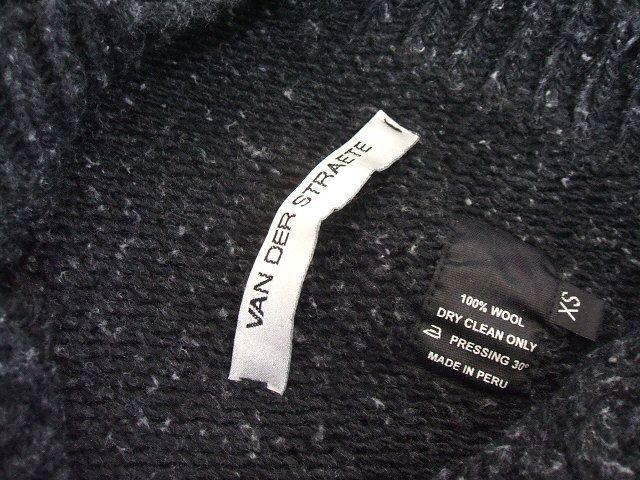 VAN DER STRAETE
XS
100% WOOL
DRY CLEAN ONLY
PRESSING 30°
MADE IN PERU